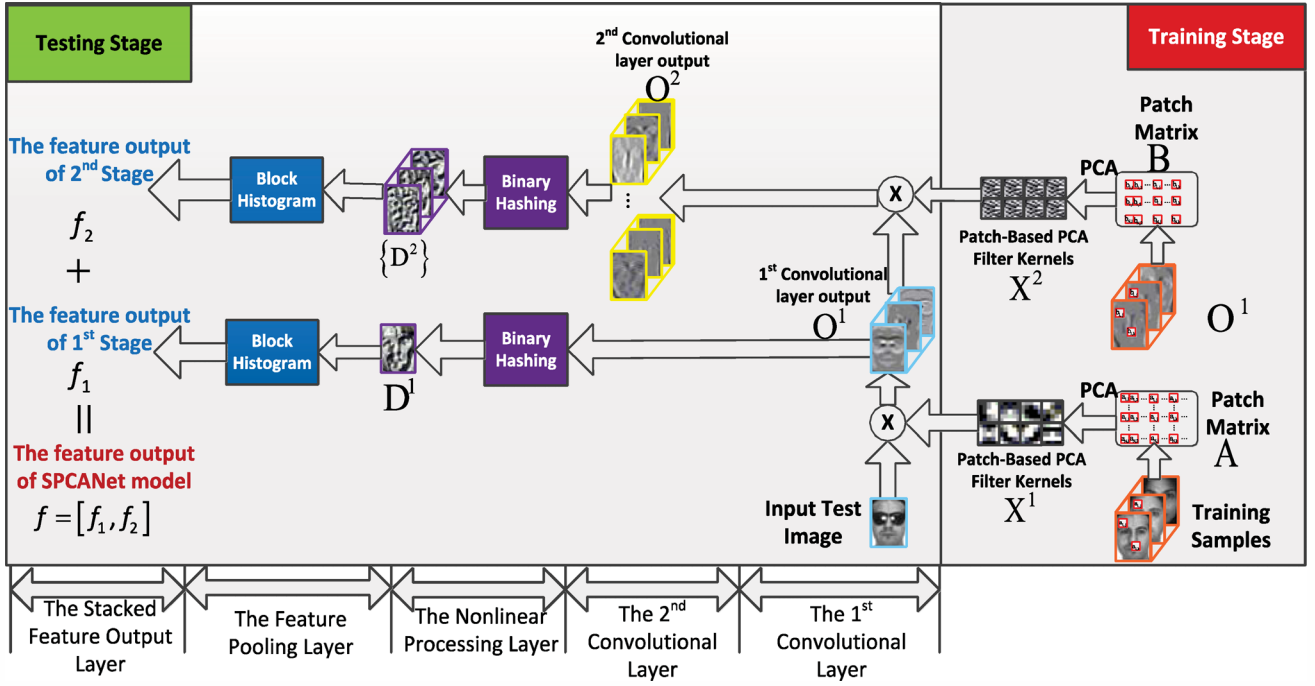 Testing Stage
Training Stage
2nd Convolutional
layer output
O2
Patch
Matrix
B
The feature output
of 2nd Stage
f2
+
Block
Histogram
{D2}
Binary
Hashing
...
X
PCA
Patch-Based PCA
Filter Kernels
X2
O1
1st Convolutional
layer output
O1
The feature output
of 1st Stage
f1
||
Block
Histogram
D1
Binary
Hashing
X
PCA
Patch
Matrix
A
Patch-Based PCA
Filter Kernels
X1
The feature output
of SPCANet model
f = [f1, f2]
Input Test
Image
Training
Samples
The Stacked
Feature Output
Layer
The Feature
Pooling Layer
The Nonlinear
Processing Layer
The 2nd
Convolutional
Layer
The 1st
Convolutional
Layer